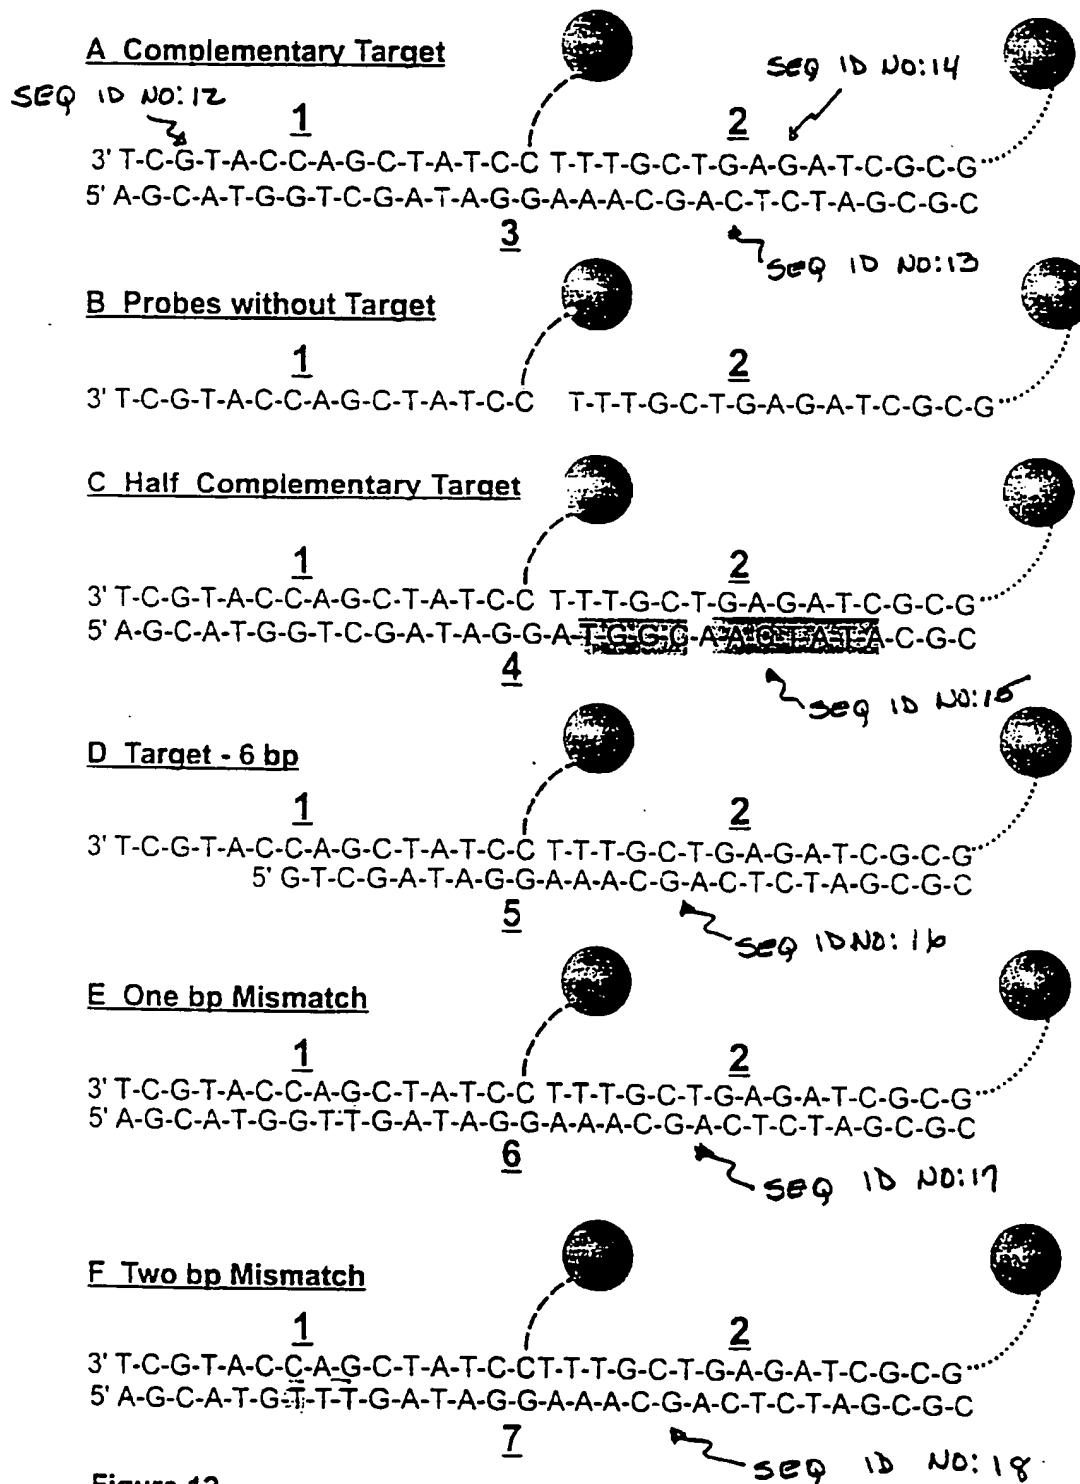 A Complementary Target
SEQ ID NO:12
SEQ ID NO:14
1 2
3' T-C-G-T-A-C-C-A-G-C-T-A-T-C-C T-T-T-G-C-T-G-A-G-A-T-C-G-C-G
5' A-G-C-A-T-G-G-T-C-G-A-T-A-G-G-A-A-A-C-G-A-C-T-C-T-A-G-C-G-C
3
SEQ ID NO:13
B Probes without Target
1 2
3' T-C-G-T-A-C-C-A-G-C-T-A-T-C-C T-T-T-G-C-T-G-A-G-A-T-C-G-C-G
C Half Complementary Target
1 2
3' T-C-G-T-A-C-C-A-G-C-T-A-T-C-C T-T-T-G-C-T-G-A-G-A-T-C-G-C-G
5' A-G-C-A-T-G-G-T-C-G-A-T-A-G-G-A-T-G-G-C-A-A-C-T-A-T-A-C-G-C
4
SEQ ID NO:15
D Target - 6 bp
1 2
3' T-C-G-T-A-C-C-A-G-C-T-A-T-C-C T-T-T-G-C-T-G-A-G-A-T-C-G-C-G
5' G-T-C-G-A-T-A-G-G-A-A-A-C-G-A-C-T-C-T-A-G-C-G-C
5
SEQ ID NO: 16
E One bp Mismatch
1 2
3' T-C-G-T-A-C-C-A-G-C-T-A-T-C-C T-T-T-G-C-T-G-A-G-A-T-C-G-C-G
5' A-G-C-A-T-G-G-T-T-G-A-T-A-G-G-A-A-A-C-G-A-C-T-C-T-A-G-C-G-C
6
SEQ ID NO:17
F Two bp Mismatch
1 2
3' T-C-G-T-A-C-C-A-G-C-T-A-T-C-C-T-T-T-G-C-T-G-A-G-A-T-C-G-C-G
5' A-G-C-A-T-G-T-T-T-G-A-T-A-G-G-A-A-A-C-G-A-C-T-C-T-A-G-C-G-C
7
SEQ ID NO:18